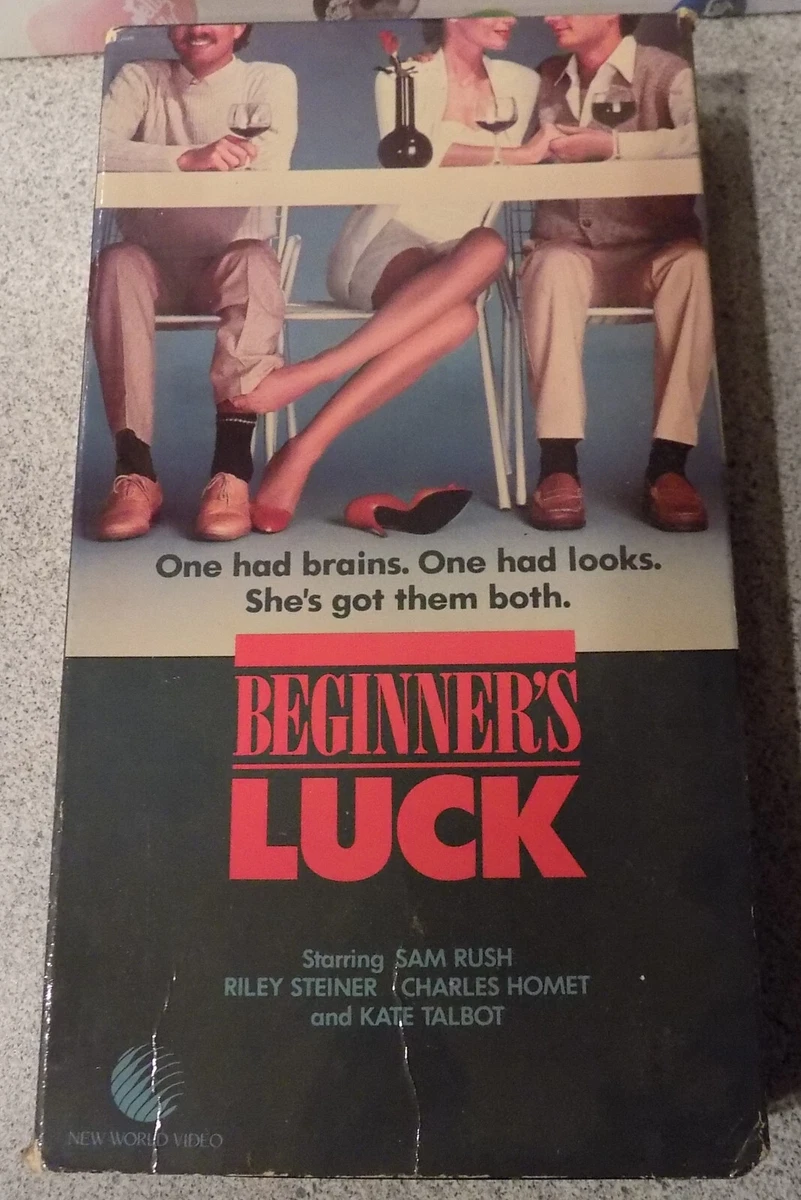 One had brains. One had looks.
She's got them both.
BEGINNER'S
LUCK
Starring SAM RUSH
RILEY STEINER CHARLES HOMET
and KATE TALBOT
NEW WORLD VIDEO